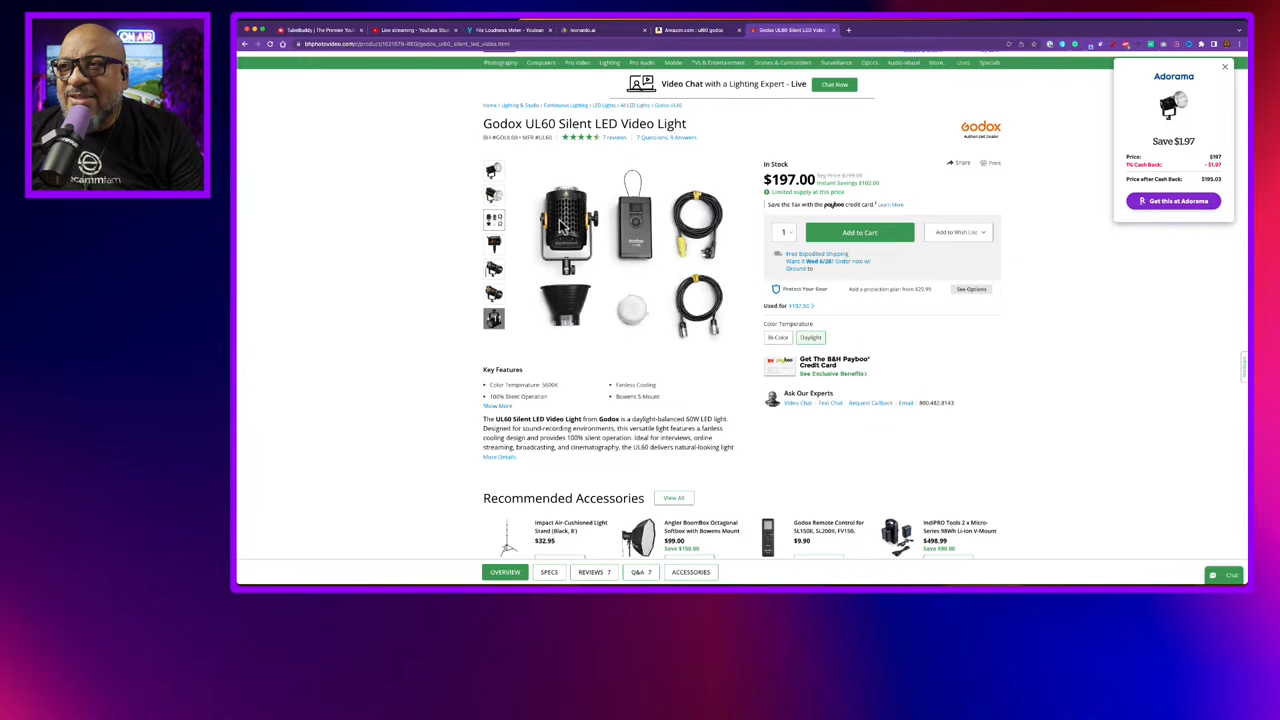 ON AIR
ecammfam
TubeBuddy | The Premier You
Live streaming - YouTube Studio
File Loudness Meter - Youlean
leonardo.ai
Amazon.com : ul60 godox
Godox UL60 Silent LED Video L
bhphotovideo.com/c/product/1621579-REG/godox_ul60_silent_led_video.html
Photography Computers Pro Video Lighting Pro Audio Mobile TVs & Entertainment Drones & Camcorders Surveillance Optics Audio-Visual More... Used Specials
Video Chat with a Lighting Expert - Live Chat Now
Home > Lighting & Studio > Continuous Lighting > LED Lights > All LED Lights > Godox UL60
Godox UL60 Silent LED Video Light
BH #GOUL60 • MFR #UL60 7 reviews 7 Questions, 9 Answers
Godox
AUTHORIZED DEALER
In Stock
Share Print
$197.00 Reg Price $299.00
Instant Savings $102.00
Limited supply at this price
Save the Tax with the payboo credit card. Learn More
1 Add to Cart Add to Wish List
Free Expedited Shipping
Want it Wed 6/28? Order now w/
Ground to
Protect Your Gear Add a protection plan from $29.99 See Options
Used for $157.50 >
Color Temperature
Bi-Color Daylight
Get The B&H Payboo®
Credit Card
See Exclusive Benefits>
Ask Our Experts
Video Chat Text Chat Request Callback Email 800.482.8143
Key Features
• Color Temperature: 5600K
• Fanless Cooling
• 100% Silent Operation
• Bowens S-Mount
Show More
The UL60 Silent LED Video Light from Godox is a daylight-balanced 60W LED light.
Designed for sound-recording environments, this versatile light features a fanless
cooling design and provides 100% silent operation. Ideal for interviews, online
streaming, broadcasting, and cinematography, the UL60 delivers natural-looking light
More Details
Recommended Accessories View All
Impact Air-Cushioned Light
Stand (Black, 8')
$32.95
Angler BoomBox Octagonal
Softbox with Bowens Mount
$99.00
Save $150.00
Godox Remote Control for
SL150II, SL200II, FV150,
$9.90
IndiPRO Tools 2 x Micro-
Series 98Wh Li-Ion V-Mount
$498.99
Save $90.00
OVERVIEW SPECS REVIEWS 7 Q&A 7 ACCESSORIES
Feedback
Chat
Adorama
Save $1.97
Price: $197
1% Cash Back: - $1.97
Price after Cash Back: $195.03
R Get this at Adorama